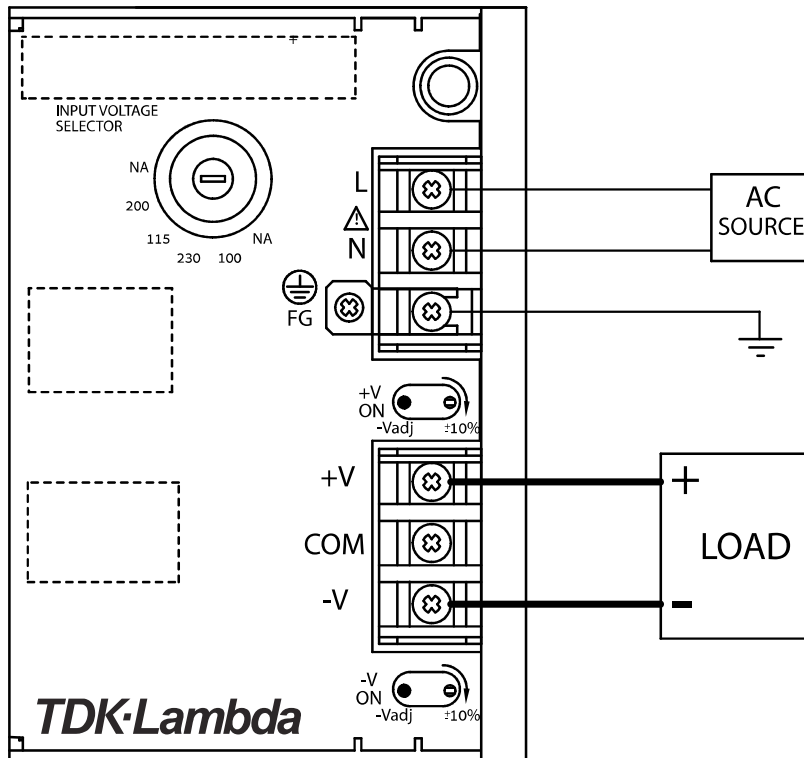 INPUT VOLTAGE
SELECTOR
NA
200
115
230
100
NA
L
N
FG
AC
SOURCE
+V
ON
-Vadj
±10%
+V
COM
-V
+
LOAD
-
-V
ON
-Vadj
±10%
TDK·Lambda